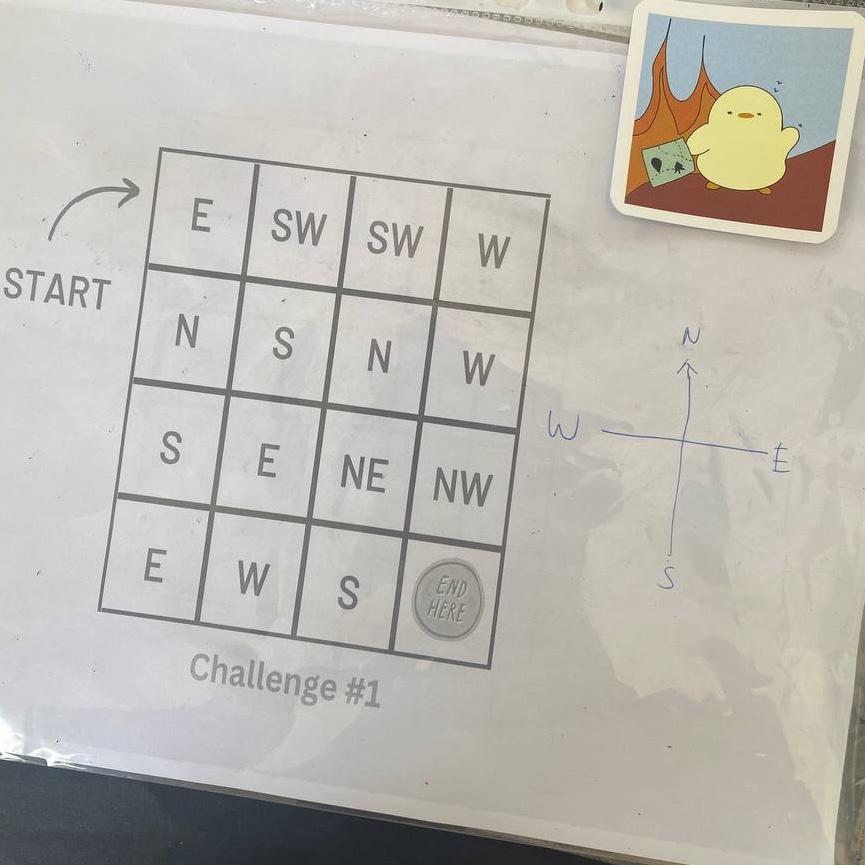 START
E SW SW W
N S N W
S E NE NW
E W S END HERE
Challenge #1
N
W E
S